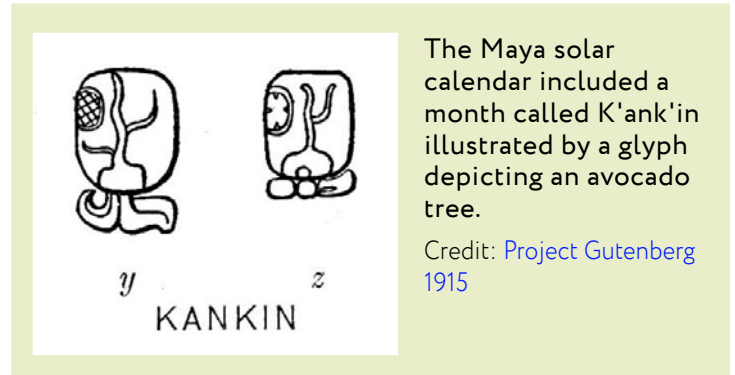 y z
KANKIN
The Maya solar
calendar included a
month called K'ank'in
illustrated by a glyph
depicting an avocado
tree.
Credit: Project Gutenberg
1915